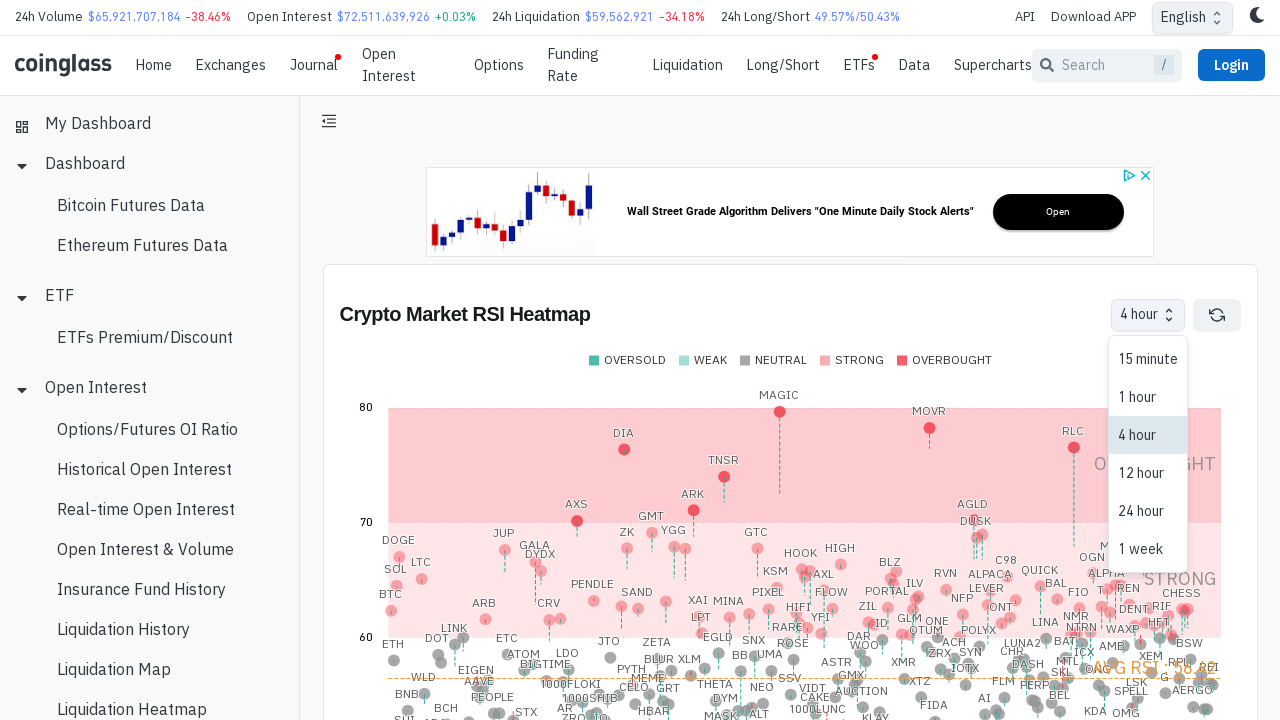 24h Volume $65,921,707,184 -38.46% Open Interest $72,511,639,926 +0.03% 24h Liquidation $59,562,921 -34.18% 24h Long/Short 49.57%/50.43% API Download APP English
coinglass Home Exchanges Journal Open Interest Options Funding Rate Liquidation Long/Short ETFs Data Supercharts Search / Login
My Dashboard
Dashboard
Bitcoin Futures Data
Ethereum Futures Data
ETF
ETFs Premium/Discount
Open Interest
Options/Futures OI Ratio
Historical Open Interest
Real-time Open Interest
Open Interest & Volume
Insurance Fund History
Liquidation History
Liquidation Map
Liquidation Heatmap
Wall Street Grade Algorithm Delivers "One Minute Daily Stock Alerts" Open
Crypto Market RSI Heatmap 4 hour
15 minute
1 hour
4 hour
12 hour
24 hour
1 week
OVERSOLD WEAK NEUTRAL STRONG OVERBOUGHT
MAGIC
80
MOVR
DIA
RLC
TNSR
ARK
AXS
AGLD
GMT
70
DUSK
JUP
ZK
YGG
GTC
DOGE
GALA
HOOK
HIGH
DYDX
C98
OGN
SOL
LTC
KSM
AXL
BLZ
RVN
ALPACA
QUICK
ALPHA
STRONG
PENDLE
SAND
PIXEL
FLOW
PORTAL
ILV
LEVER
BAL
FIO
REN
CHESS
BTC
ARB
CRV
XAI
MINA
HIFI
ZIL
NFP
ONT
DENT
RIF
LINK
LPT
RARE
YFI
ID
GLM
ONE
LINA
NMR
HFT
60
ETH
DOT
ETC
JTO
ZETA
EGLD
SNX
ROSE
DAR
WOO
QTUM
ACH
POLYX
LUNA2
BAT
NTRN
WAXP
AMB
BSW
ATOM
LDO
BLUR
XLM
UMA
ASTR
XMR
ZRX
SYN
CHR
ICX
XEM
WLD
EIGEN
BIGTIME
PYTH
MEME
SSV
GMX
IOTX
DASH
MTL
SKL
AVG RSI
AAVE
1000FLOKI
CELO
GRT
THETA
NEO
VIDT
AUCTION
XTZ
FLM
PERP
LSK
SPELL
AERGO
BNB
PEOPLE
1000SHIB
DYM
CAKE
AI
BEL
BCH
STX
AR
HBAR
MASK
ALT
1000LUNC
KLAY
FIDA
KDA
OMG